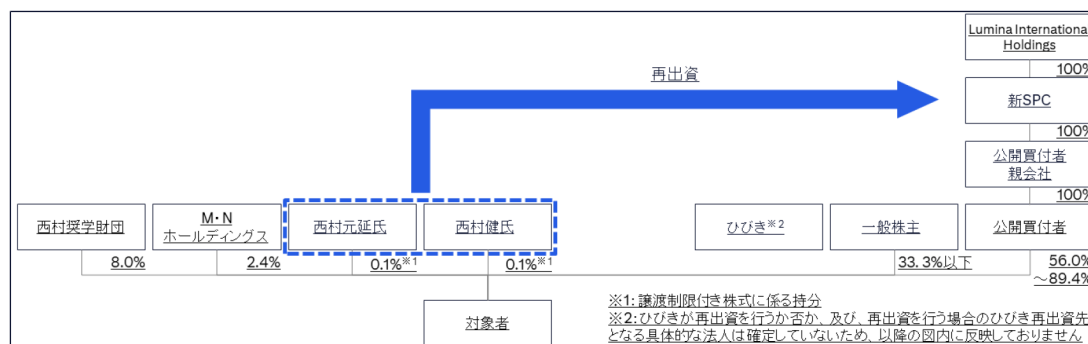 Lumina International
Holdings
100%
再出資
新SPC
100%
公開買付者
親会社
100%
西村奨学財団
M・N
ホールディングス
西村元延氏
西村健氏
ひびき※2
一般株主
公開買付者
8.0%
2.4%
0.1%※1
0.1%※1
33.3%以下
56.0%
～89.4%
対象者
※1:譲渡制限付き株式に係る持分
※2:ひびきが再出資を行うか否か、及び、再出資を行う場合のひびき再出資先
となる具体的な法人は確定していないため、以降の図内に反映しておりません